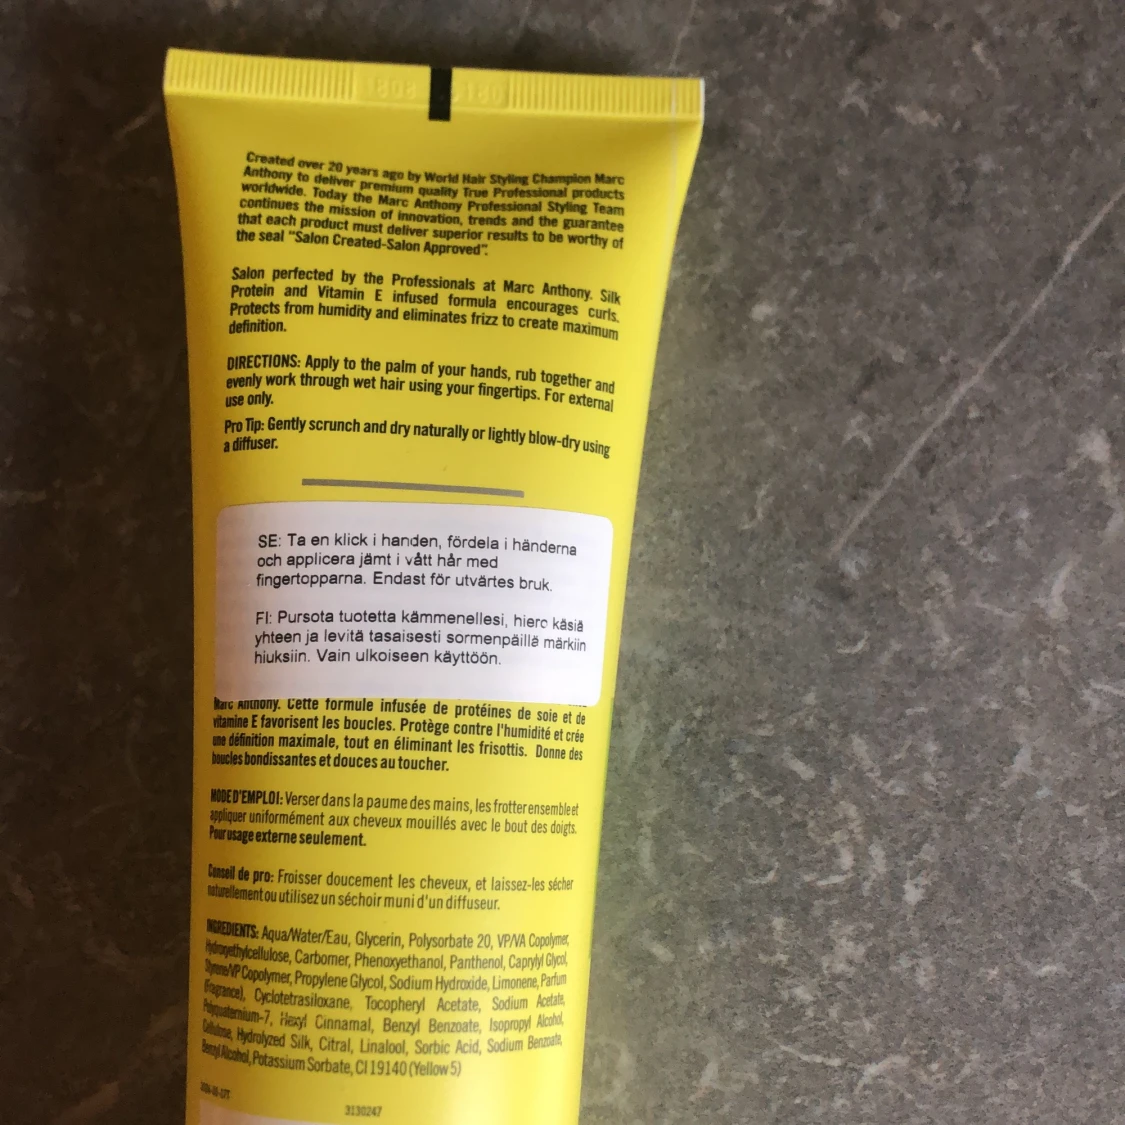 Created over 20 years ago by World Hair Styling Champion Marc
Anthony to deliver premium quality True Professional products
worldwide. Today the Marc Anthony Professional Styling Team
continues the mission of innovation, trends and the guarantee
that each product must deliver superior results to be worthy of
the seal "Salon Created-Salon Approved".
Salon perfected by the Professionals at Marc Anthony. Silk
Protein and Vitamin E infused formula encourages curls.
Protects from humidity and eliminates frizz to create maximum
definition.
DIRECTIONS: Apply to the palm of your hands, rub together and
evenly work through wet hair using your fingertips. For external
use only.
Pro Tip: Gently scrunch and dry naturally or lightly blow-dry using
a diffuser.
SE: Ta en klick i handen, fördela i händerna
och applicera jämt i vått hår med
fingertopparna. Endast för utvärtes bruk.
FI: Pursota tuotetta kämmenellesi, hiero käsiä
yhteen ja levitä tasaisesti sormenpäillä märkiin
hiuksiin. Vain ulkoiseen käyttöön.
Marc Anthony. Cette formule infusée de protéines de soie et de
vitamine E favorisent les boucles. Protège contre l'humidité et crée
une définition maximale, tout en éliminant les frisottis. Donne des
boucles bondissantes et douces au toucher.
MODE D'EMPLOI: Verser dans la paume des mains, les frotter ensemble et
appliquer uniformément aux cheveux mouillés avec le bout des doigts.
Pour usage externe seulement.
Conseil de pro: Froisser doucement les cheveux, et laissez-les sécher
naturellement ou utilisez un séchoir muni d'un diffuseur.
INGREDIENTS: Aqua/Water/Eau, Glycerin, Polysorbate 20, VP/VA Copolymer,
Hydroxyethylcellulose, Carbomer, Phenoxyethanol, Panthenol, Caprylyl Glycol,
Styrene/VP Copolymer, Propylene Glycol, Sodium Hydroxide, Limonene, Parfum
(Fragrance), Cyclotetrasiloxane, Tocopheryl Acetate, Sodium Acetate,
Polyquaternium-7, Hexyl Cinnamal, Benzyl Benzoate, Isopropyl Alcohol,
Cellulose, Hydrolyzed Silk, Citral, Linalool, Sorbic Acid, Sodium Benzoate,
Benzyl Alcohol, Potassium Sorbate, CI 19140 (Yellow 5)
3130247